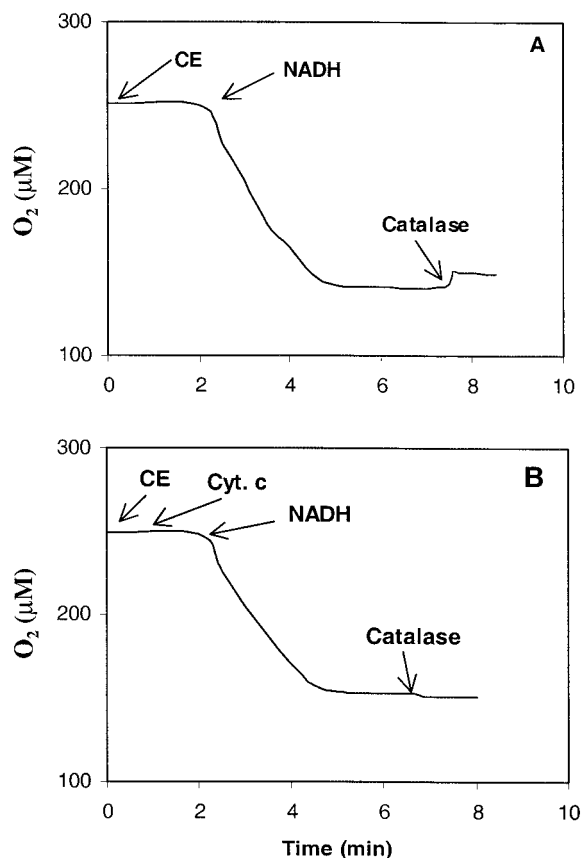 300
A
CE
NADH
200
Catalase
100
O₂ (µM)
0 2 4 6 8 10
300
B
CE
Cyt. c
NADH
200
Catalase
100
O₂ (µM)
0 2 4 6 8 10
Time (min)